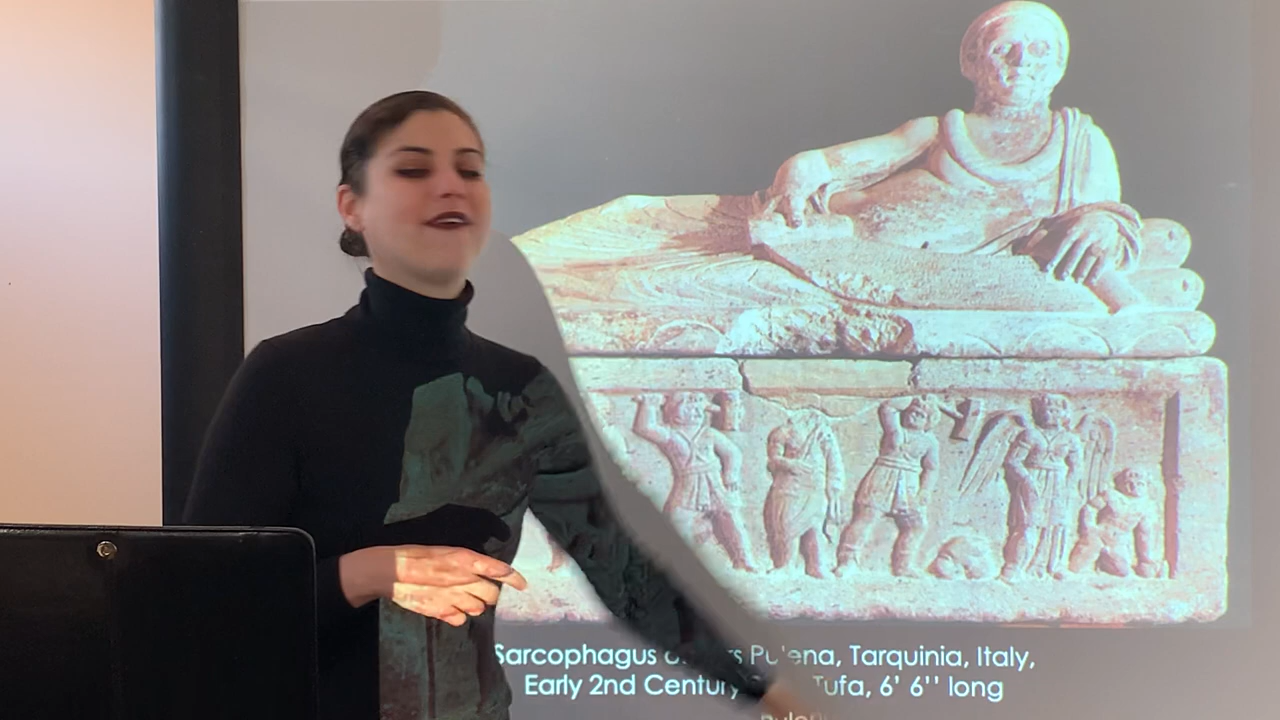 Sarcophagus Tarquinia, Italy,
Early 2nd Century Tufa, 6' 6'' long